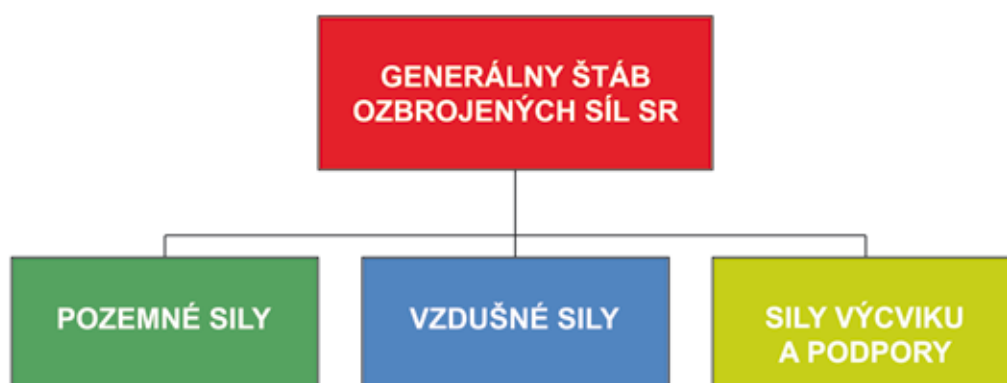 GENERÁLNY ŠTÁB
OZBROJENÝCH SÍL SR
POZEMNÉ SILY
VZDUŠNÉ SILY
SILY VÝCVIKU
A PODPORY